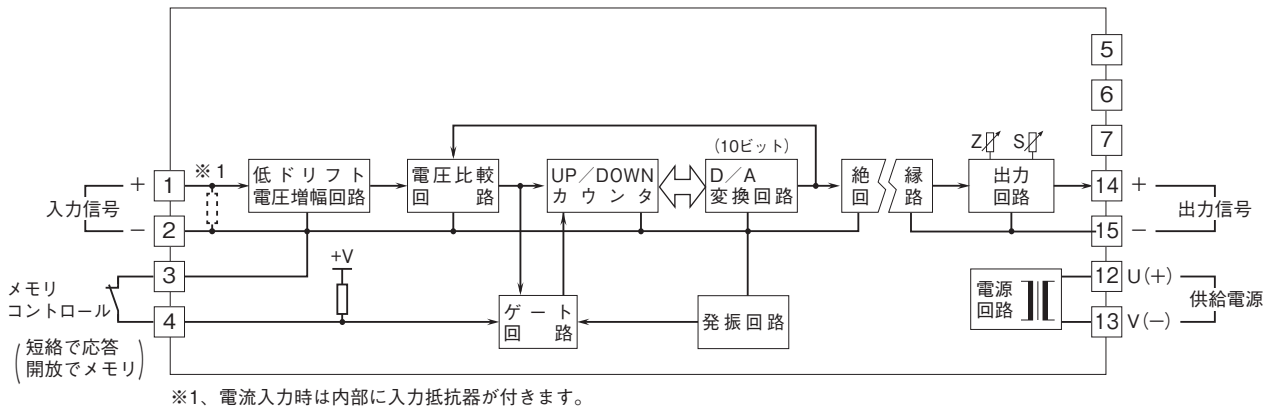 5
6
7
(10ビット)
Z S
※1
+ 1
入力信号
− 2
低ドリフト
電圧増幅回路
電圧比較
回路
UP／DOWN
カウンタ
D／A
変換回路
絶
回
縁
路
出力
回路
14 +
出力信号
15 −
3
メモリ
コントロール
4
(短絡で応答
開放でメモリ)
+V
ゲート
回路
発振回路
電源
回路
12 U(+)
供給電源
13 V(−)
※1、電流入力時は内部に入力抵抗器が付きます。